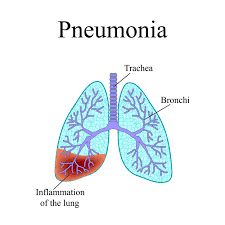 Pneumonia
Trachea
Bronchi
Inflammation
of the lung